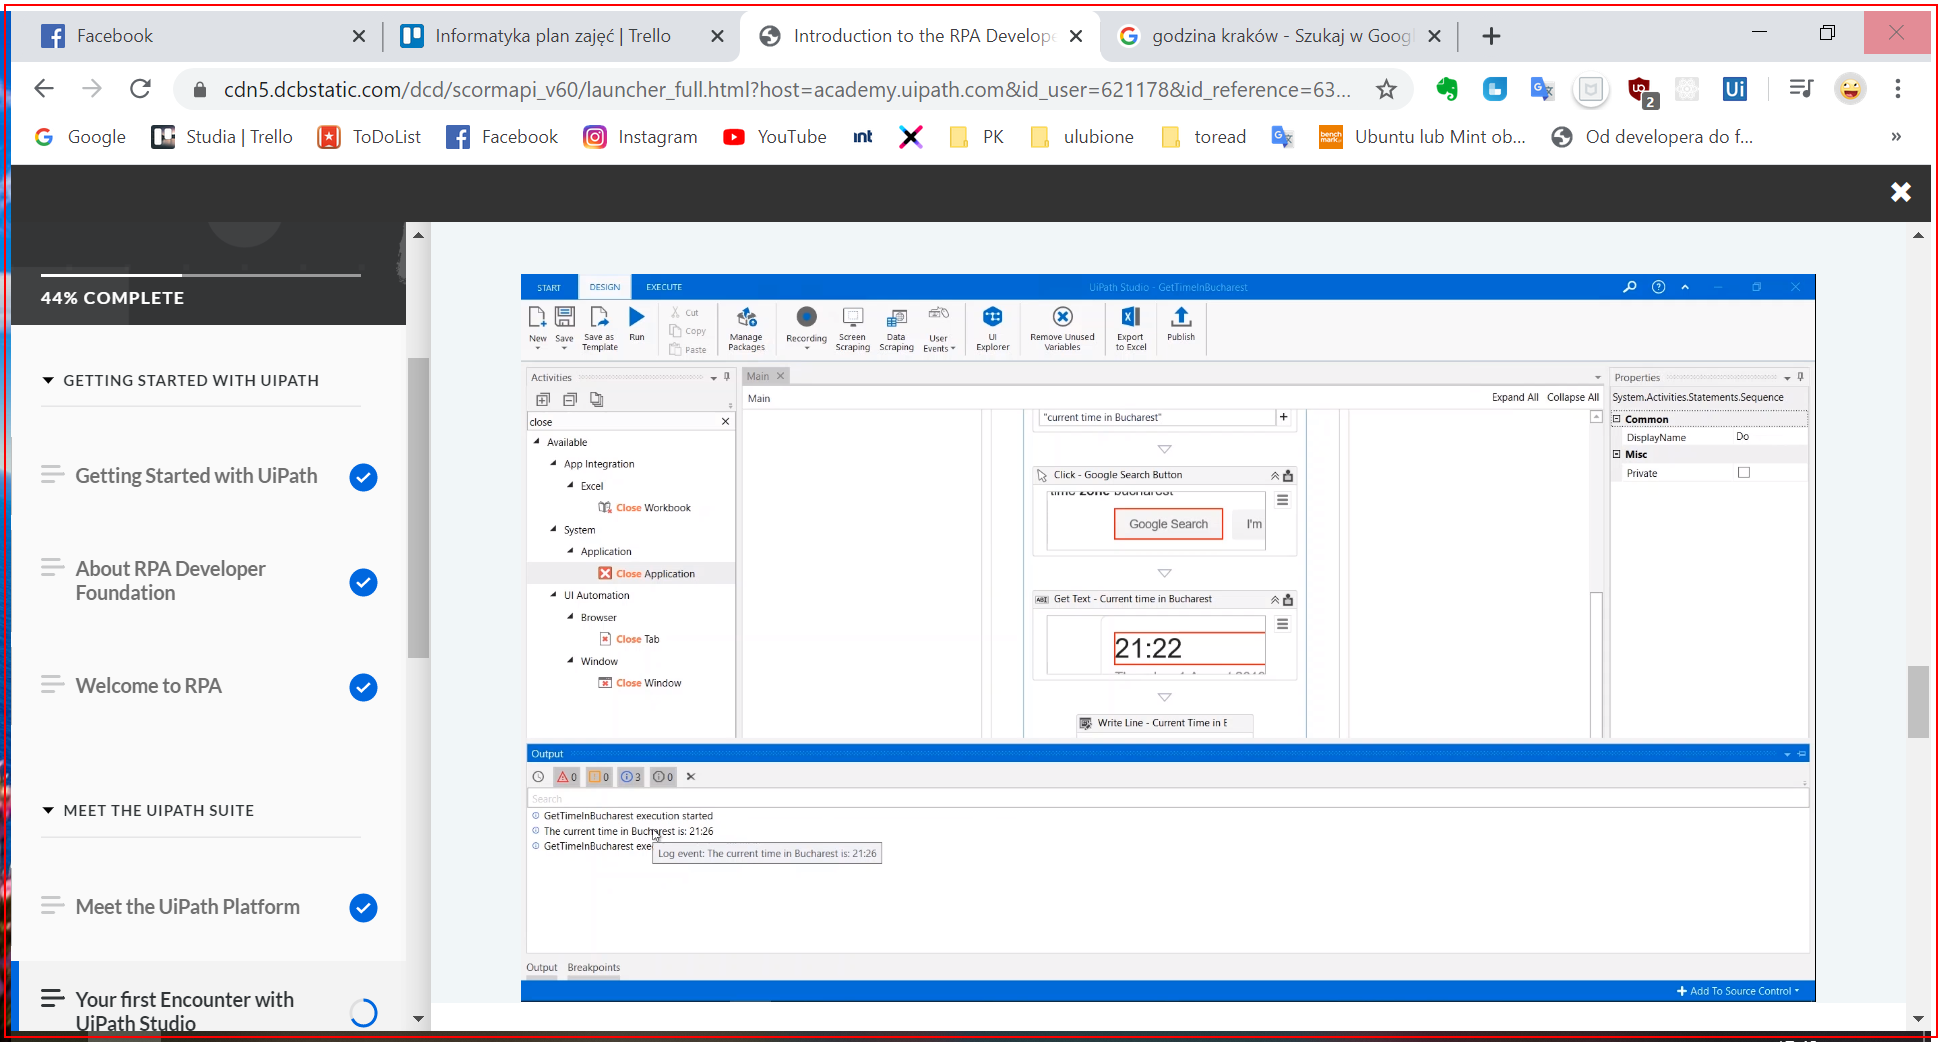 Facebook
Informatyka plan zajęć | Trello
Introduction to the RPA Develope
godzina kraków - Szukaj w Goog
cdn5.dcbstatic.com/dcd/scormapi_v60/launcher_full.html?host=academy.uipath.com&id_user=621178&id_reference=63...
2
Ui
Google
Studia | Trello
ToDoList
Facebook
Instagram
YouTube
int
PK
ulubione
toread
bench mark.
Ubuntu lub Mint ob...
Od developera do f...
»
44% COMPLETE
GETTING STARTED WITH UIPATH
Getting Started with UiPath
About RPA Developer
Foundation
Welcome to RPA
MEET THE UIPATH SUITE
Meet the UiPath Platform
Your first Encounter with
UiPath Studio
START
DESIGN
EXECUTE
UiPath Studio - GetTimeInBucharest
New
Save
Save as
Template
Run
Cut
Copy
Paste
Manage
Packages
Recording
Screen
Scraping
Data
Scraping
User
Events
UI
Explorer
Remove Unused
Variables
Export
to Excel
Publish
Activities
close
Available
App Integration
Excel
Close Workbook
System
Application
Close Application
UI Automation
Browser
Close Tab
Window
Close Window
Main
Main
Expand All Collapse All
"current time in Bucharest"
Click - Google Search Button
time zone bucharest
Google Search
I'm
Get Text - Current time in Bucharest
21:22
Write Line - Current Time in
Properties
System.Activities.Statements.Sequence
Common
DisplayName Do
Misc
Private
Output
0 0 3 0
Search
GetTimeInBucharest execution started
The current time in Bucharest is: 21:26
GetTimeInBucharest exe
Log event: The current time in Bucharest is: 21:26
Output Breakpoints
Add To Source Control